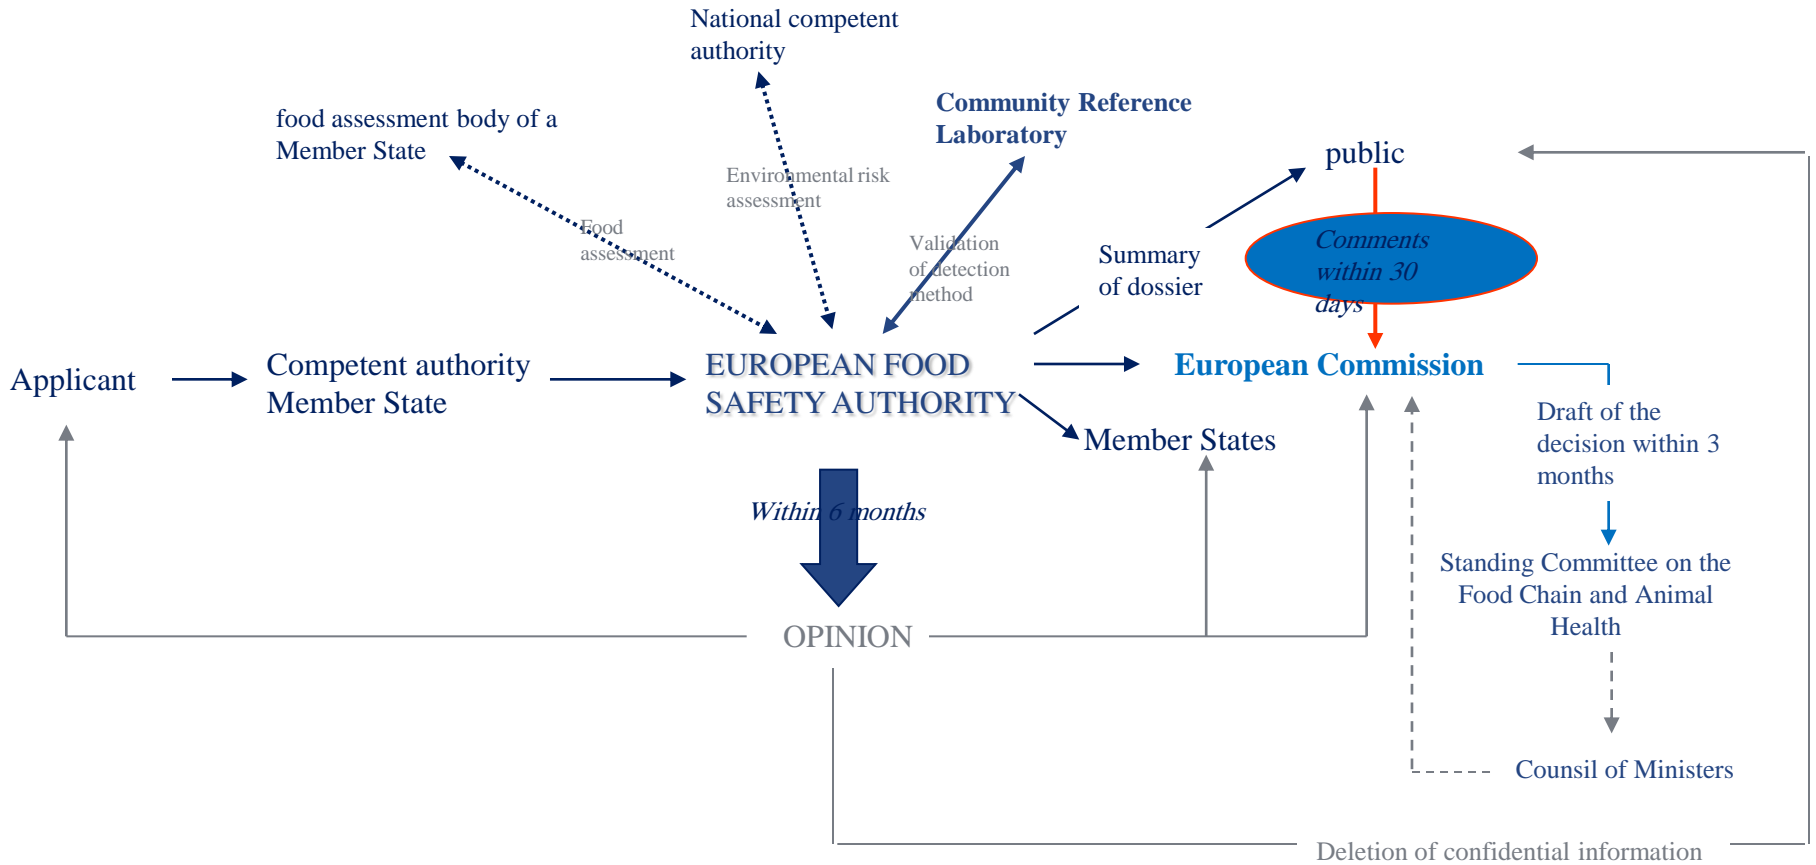 National competent
authority
food assessment body of a
Member State
Community Reference
Laboratory
public
Environmental risk
assessment
Food
assessment
Validation
of detection
method
Summary
of dossier
Comments
within 30
days
Applicant
Competent authority
Member State
EUROPEAN FOOD
SAFETY AUTHORITY
European Commission
Member States
Draft of the
decision within 3
months
Within 6 months
Standing Committee on the
Food Chain and Animal
Health
OPINION
Counsil of Ministers
Deletion of confidential information